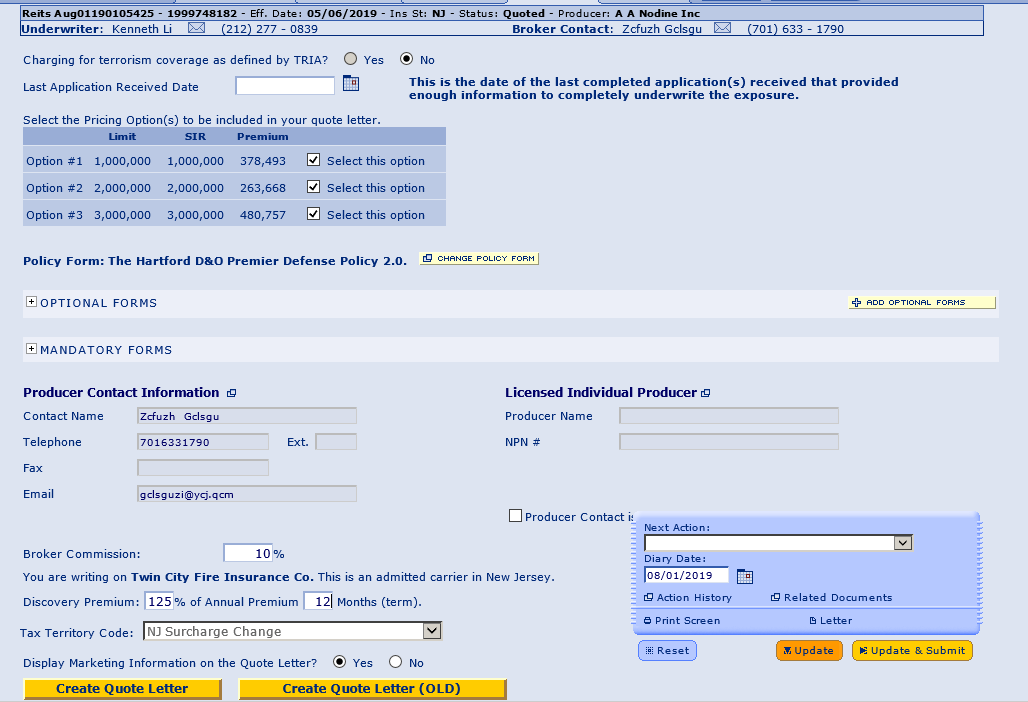 Reits Aug01190105425 - 1999748182 - Eff. Date: 05/06/2019 - Ins St: NJ - Status: Quoted - Producer: A A Nodine Inc
Underwriter: Kenneth Li (212) 277 - 0839 Broker Contact: Zcfuzh Gclsgu (701) 633 - 1790
Charging for terrorism coverage as defined by TRIA? Yes No
Last Application Received Date
This is the date of the last completed application(s) received that provided
enough information to completely underwrite the exposure.
Select the Pricing Option(s) to be included in your quote letter.
Limit SIR Premium
Option #1 1,000,000 1,000,000 378,493 Select this option
Option #2 2,000,000 2,000,000 263,668 Select this option
Option #3 3,000,000 3,000,000 480,757 Select this option
Policy Form: The Hartford D&O Premier Defense Policy 2.0. CHANGE POLICY FORM
OPTIONAL FORMS ADD OPTIONAL FORMS
MANDATORY FORMS
Producer Contact Information Licensed Individual Producer
Contact Name Zcfuzh Gclsgu Producer Name
Telephone 7016331790 Ext. NPN #
Fax
Email gclsguzi@ycj.qcm
Producer Contact
Next Action:
Diary Date:
08/01/2019
Action History Related Documents
Print Screen Letter
Reset Update Update & Submit
Broker Commission: 10 %
You are writing on Twin City Fire Insurance Co. This is an admitted carrier in New Jersey.
Discovery Premium: 125 % of Annual Premium 12 Months (term).
Tax Territory Code: NJ Surcharge Change
Display Marketing Information on the Quote Letter? Yes No
Create Quote Letter Create Quote Letter (OLD)